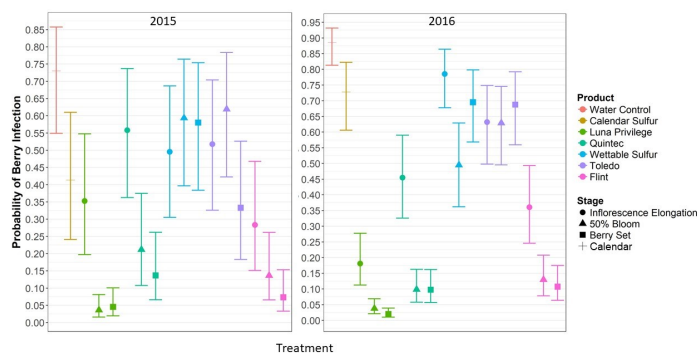 2015
2016
Probability of Berry Infection
0.85
0.80
0.75
0.70
0.65
0.60
0.55
0.50
0.45
0.40
0.35
0.30
0.25
0.20
0.15
0.10
0.05
0.00
0.95
0.90
0.85
0.80
0.75
0.70
0.65
0.60
0.55
0.50
0.45
0.40
0.35
0.30
0.25
0.20
0.15
0.10
0.05
0.00
Treatment
Product
Water Control
Calendar Sulfur
Luna Privilege
Quintec
Wettable Sulfur
Toledo
Flint
Stage
Inflorescence Elongation
50% Bloom
Berry Set
Calendar